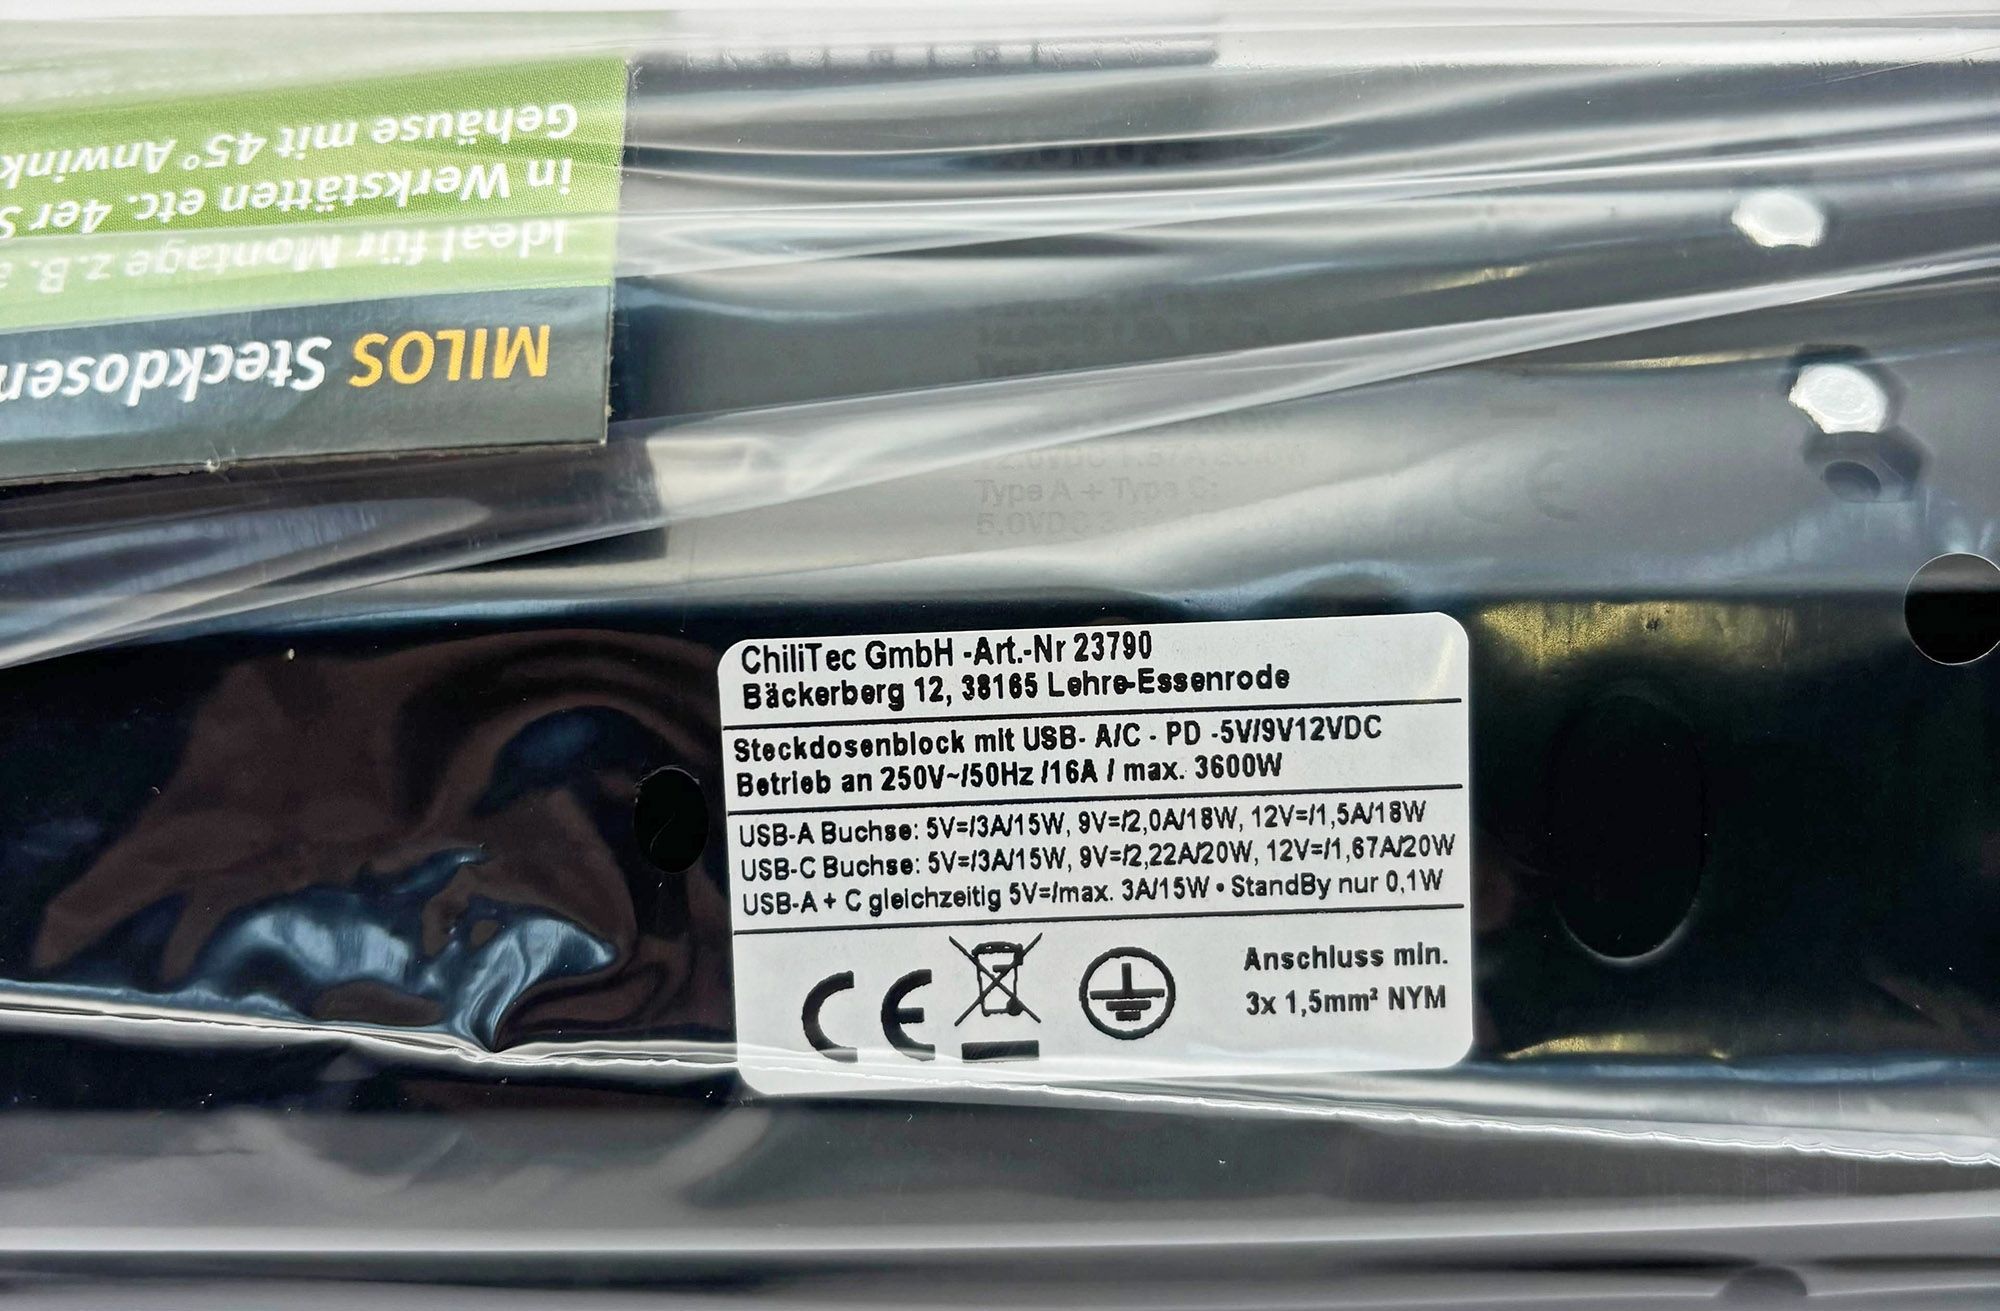 Gehäuse mit 45° Anwink
in Werkstätten etc. 4er S
Ideal für Montage z.B. a
MILOS Steckdosen
Type A + Type C:
ChiliTec GmbH -Art.-Nr 23790
Bäckerberg 12, 38165 Lehre-Essenrode
Steckdosenblock mit USB- A/C - PD -5V/9V12VDC
Betrieb an 250V~/50Hz /16A / max. 3600W
USB-A Buchse: 5V=/3A/15W, 9V=/2,0A/18W, 12V=/1,5A/18W
USB-C Buchse: 5V=/3A/15W, 9V=/2,22A/20W, 12V=/1,67A/20W
USB-A + C gleichzeitig 5V=/max. 3A/15W • StandBy nur 0,1W
CE
Anschluss min.
3x 1,5mm² NYM